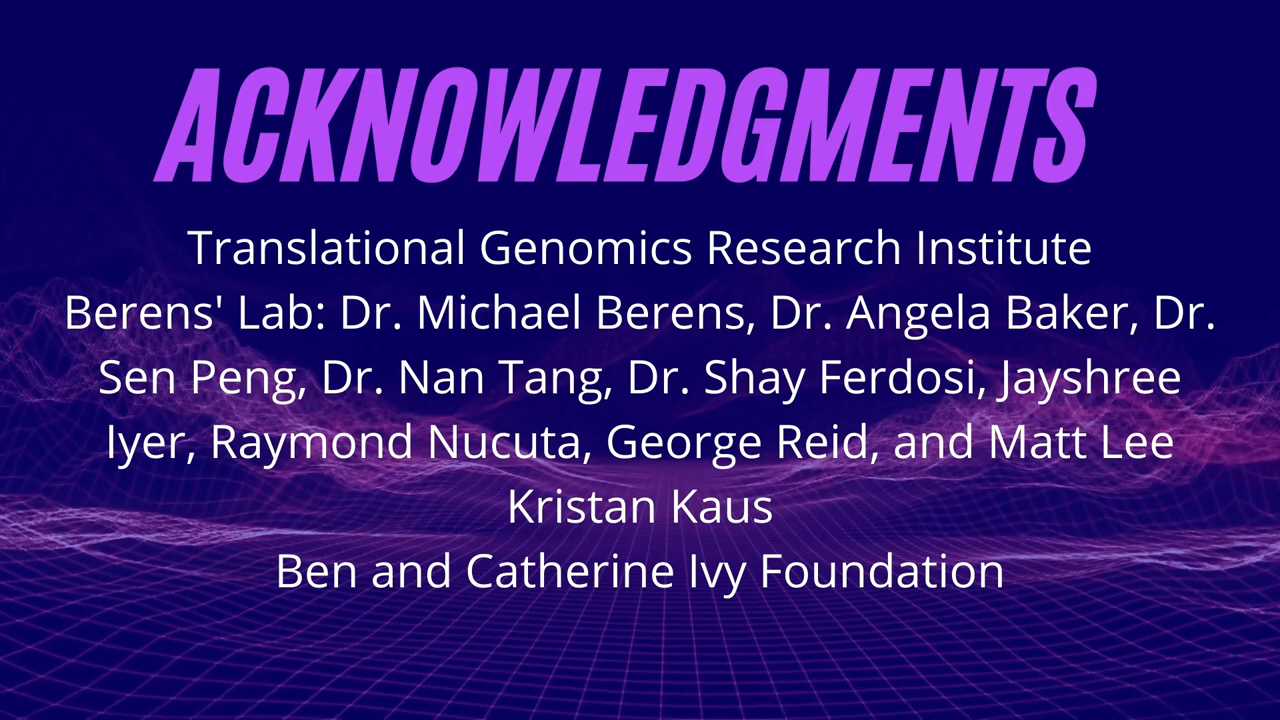 ACKNOWLEDGMENTS
Translational Genomics Research Institute
Berens' Lab: Dr. Michael Berens, Dr. Angela Baker, Dr.
Sen Peng, Dr. Nan Tang, Dr. Shay Ferdosi, Jayshree
Iyer, Raymond Nucuta, George Reid, and Matt Lee
Kristan Kaus
Ben and Catherine Ivy Foundation